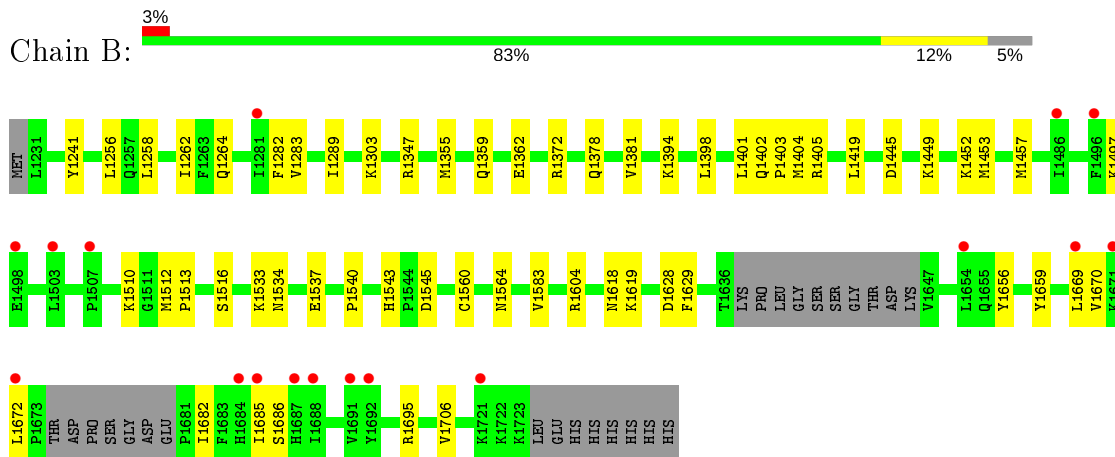 3%
Chain B:
83% 12% 5%
MET L1231 Y1241 L1256 Q1257 L1258 I1262 F1263 Q1264 I1281 F1282 V1283 I1289 K1303 R1347 M1355 Q1359 E1362 R1372 Q1378 V1381 K1394 L1398 L1401 Q1402 P1403 M1404 R1405 L1419 D1445 K1449 K1452 M1453 M1457 I1486 F1496 K1497
E1498 L1503 P1507 K1510 G1511 M1512 P1513 S1516 K1533 N1534 E1537 P1540 H1543 P1544 D1545 C1560 N1564 V1583 R1604 N1618 K1619 D1628 F1629 T1636 LYS PRO LEU GLY SER SER GLY THR ASP LYS V1647 L1654 Q1655 Y1656 Y1659 L1669 V1670 K1671
L1672 P1673 THR ASP PRO SER GLY ASP GLU P1681 I1682 F1683 H1684 I1685 S1686 H1687 I1688 V1691 Y1692 R1695 V1706 K1721 K1722 K1723 LEU GLU HIS HIS HIS HIS HIS HIS